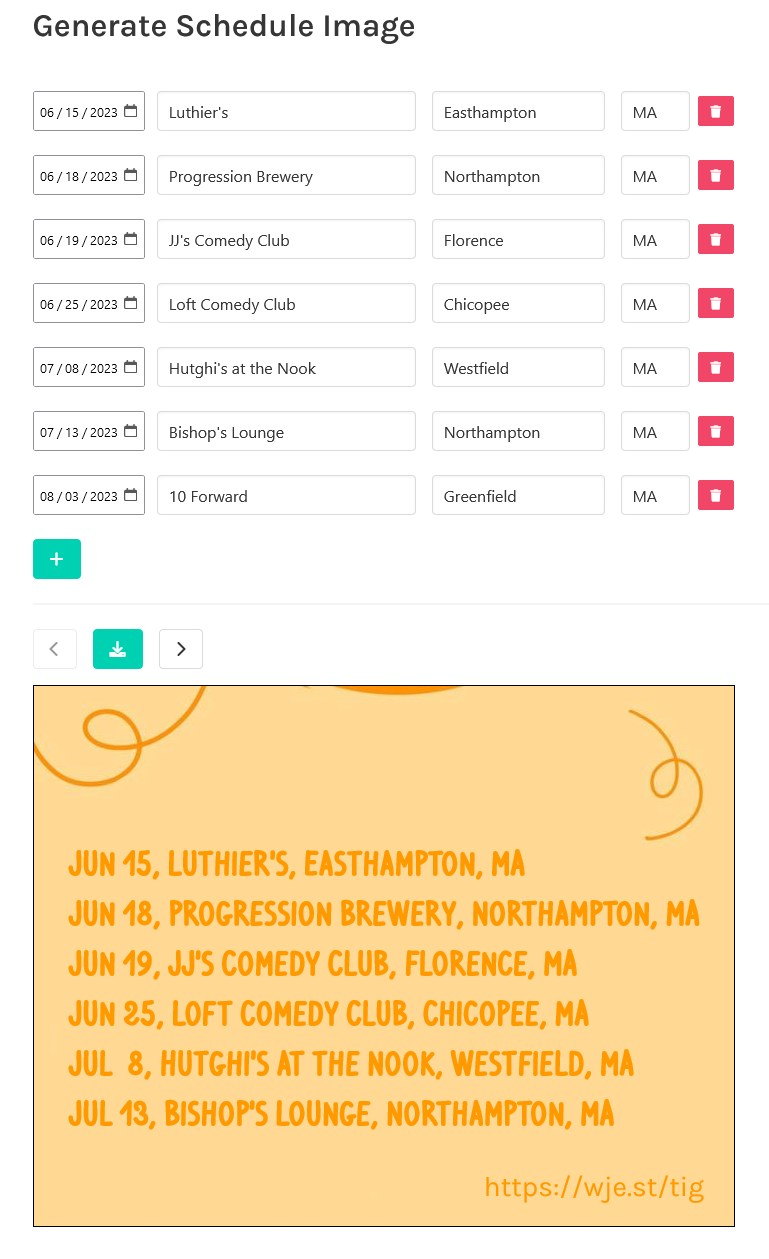 Generate Schedule Image
06 / 15 / 2023 Luthier's Easthampton MA
06 / 18 / 2023 Progression Brewery Northampton MA
06 / 19 / 2023 JJ's Comedy Club Florence MA
06 / 25 / 2023 Loft Comedy Club Chicopee MA
07 / 08 / 2023 Hutghi's at the Nook Westfield MA
07 / 13 / 2023 Bishop's Lounge Northampton MA
08 / 03 / 2023 10 Forward Greenfield MA
JUN 15, LUTHIER'S, EASTHAMPTON, MA
JUN 18, PROGRESSION BREWERY, NORTHAMPTON, MA
JUN 19, JJ'S COMEDY CLUB, FLORENCE, MA
JUN 25, LOFT COMEDY CLUB, CHICOPEE, MA
JUL 8, HUTGHI'S AT THE NOOK, WESTFIELD, MA
JUL 13, BISHOP'S LOUNGE, NORTHAMPTON, MA
https://wje.st/tig